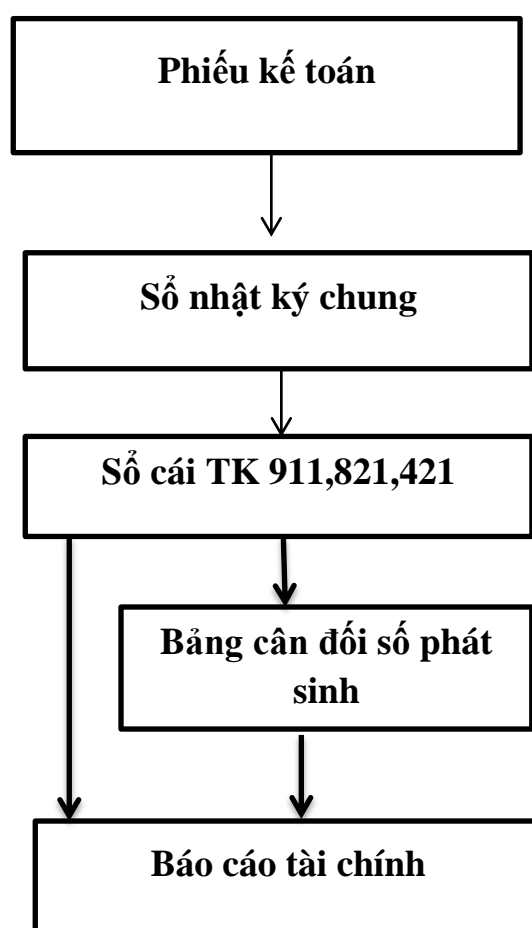 Phiếu kế toán
Sổ nhật ký chung
Sổ cái TK 911,821,421
Bảng cân đối số phát
sinh
Báo cáo tài chính